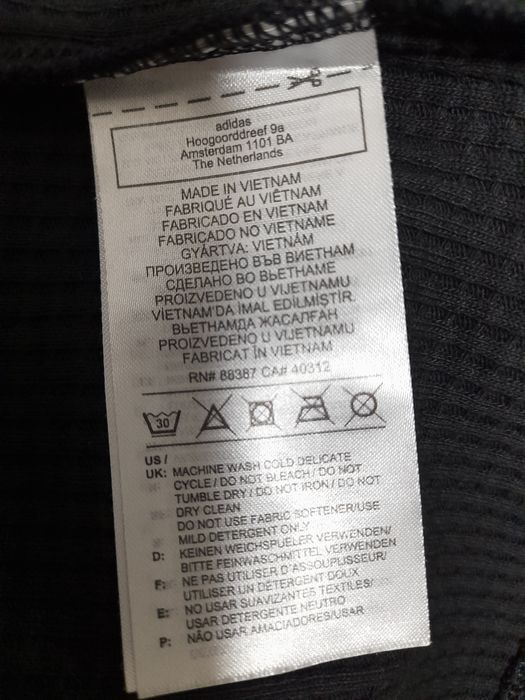 adidas
Hoogoorddreef 9a
Amsterdam 1101 BA
The Netherlands
MADE IN VIETNAM
FABRIQUÉ AU VIÊTNAM
FABRICADO EN VIETNAM
FABRICADO NO VIETNAME
GYÁRTVA: VIETNÁM
ПРОИЗВЕДЕНО ВЪВ ВИЕТНАМ
СДЕЛАНО ВО ВЬЕТНАМЕ
PROIZVEDENO U VIJETNAMU
VİETNAM'DA İMAL EDİLMİŞTİR.
ВЬЕТНАМДА ЖАСАЛҒАН
PROIZVEDENO U VIJETNAMU
FABRICAT ÎN VIETNAM
RN# 88387 CA# 40312
30
US /
UK: MACHINE WASH COLD DELICATE
CYCLE / DO NOT BLEACH / DO NOT
TUMBLE DRY / DO NOT IRON / DO NOT
DRY CLEAN
DO NOT USE FABRIC SOFTENER/USE
MILD DETERGENT ONLY
D: KEINEN WEICHSPUELER VERWENDEN/
BITTE FEINWASCHMITTEL VERWENDEN
F: NE PAS UTILISER D'ASSOUPLISSEUR/
UTILISER UN DETERGENT DOUX
E: NO USAR SUAVIZANTES TEXTILES/
USAR DETERGENTE NEUTRO
P: NÃO USAR AMACIADORES/USAR